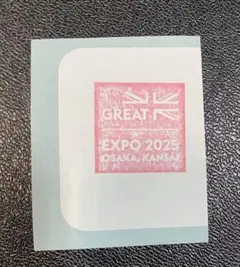 GREAT
EXPO 2025
OSAKA, KANSAI